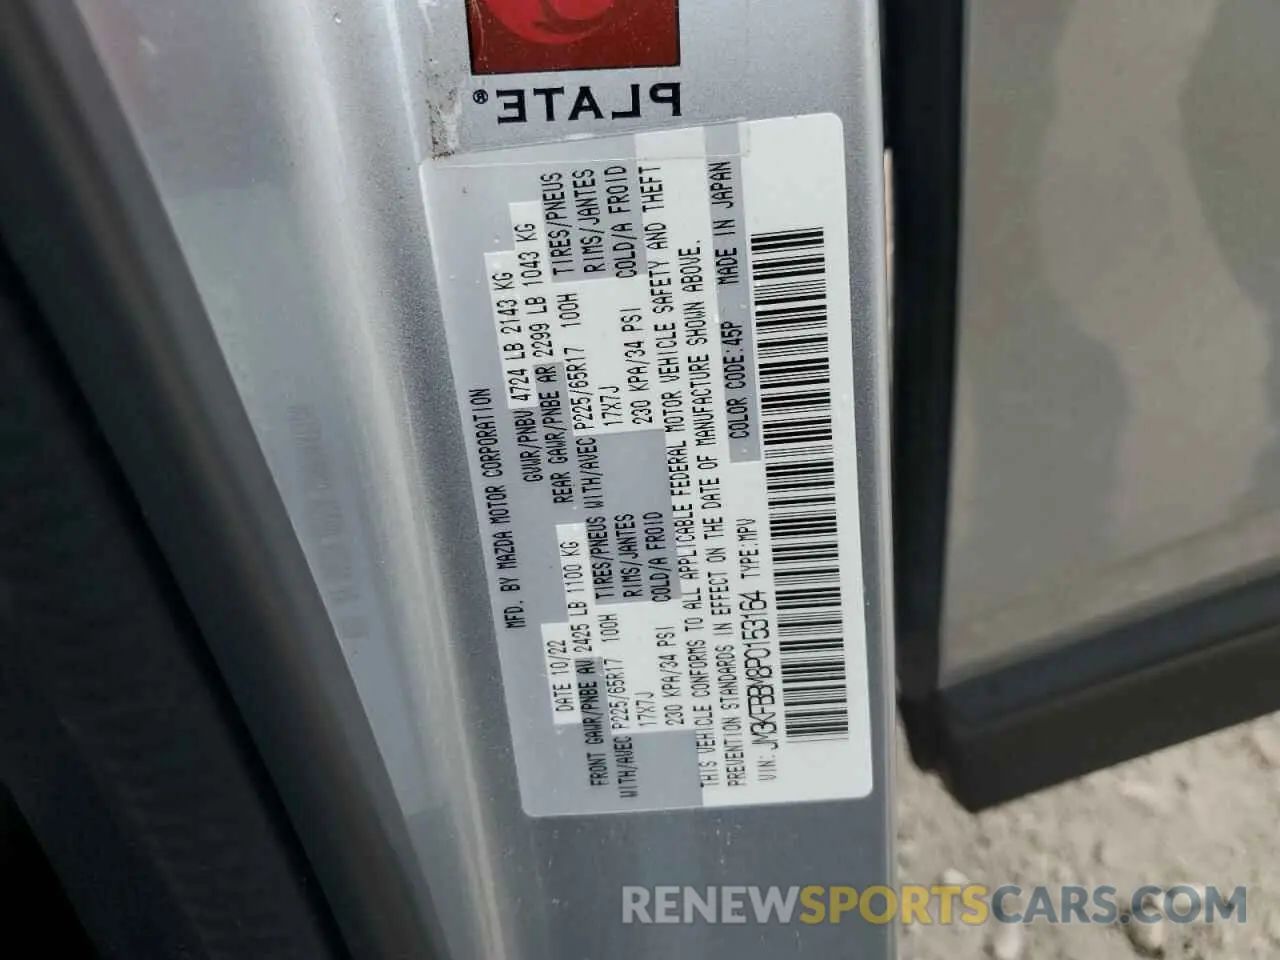 PLATE®
MFD. BY MAZDA MOTOR CORPORATION
DATE 10/22 GVWR/PNBV 4724 LB 2143 KG
FRONT GAWR/PNBE AV 2425 LB 1100 KG REAR GAWR/PNBE AR 2299 LB 1043 KG
WITH/AVEC P225/65R17 100H TIRES/PNEUS WITH/AVEC P225/65R17 100H TIRES/PNEUS
17X7J RIMS/JANTES 17X7J RIMS/JANTES
230 KPA/34 PSI COLD/A FROID 230 KPA/34 PSI COLD/A FROID
THIS VEHICLE CONFORMS TO ALL APPLICABLE FEDERAL MOTOR VEHICLE SAFETY AND THEFT
PREVENTION STANDARDS IN EFFECT ON THE DATE OF MANUFACTURE SHOWN ABOVE.
VIN: JM3KFBBM8P0153164 TYPE:MPV COLOR CODE:45P MADE IN JAPAN
RENEWSPORTSCARS.COM